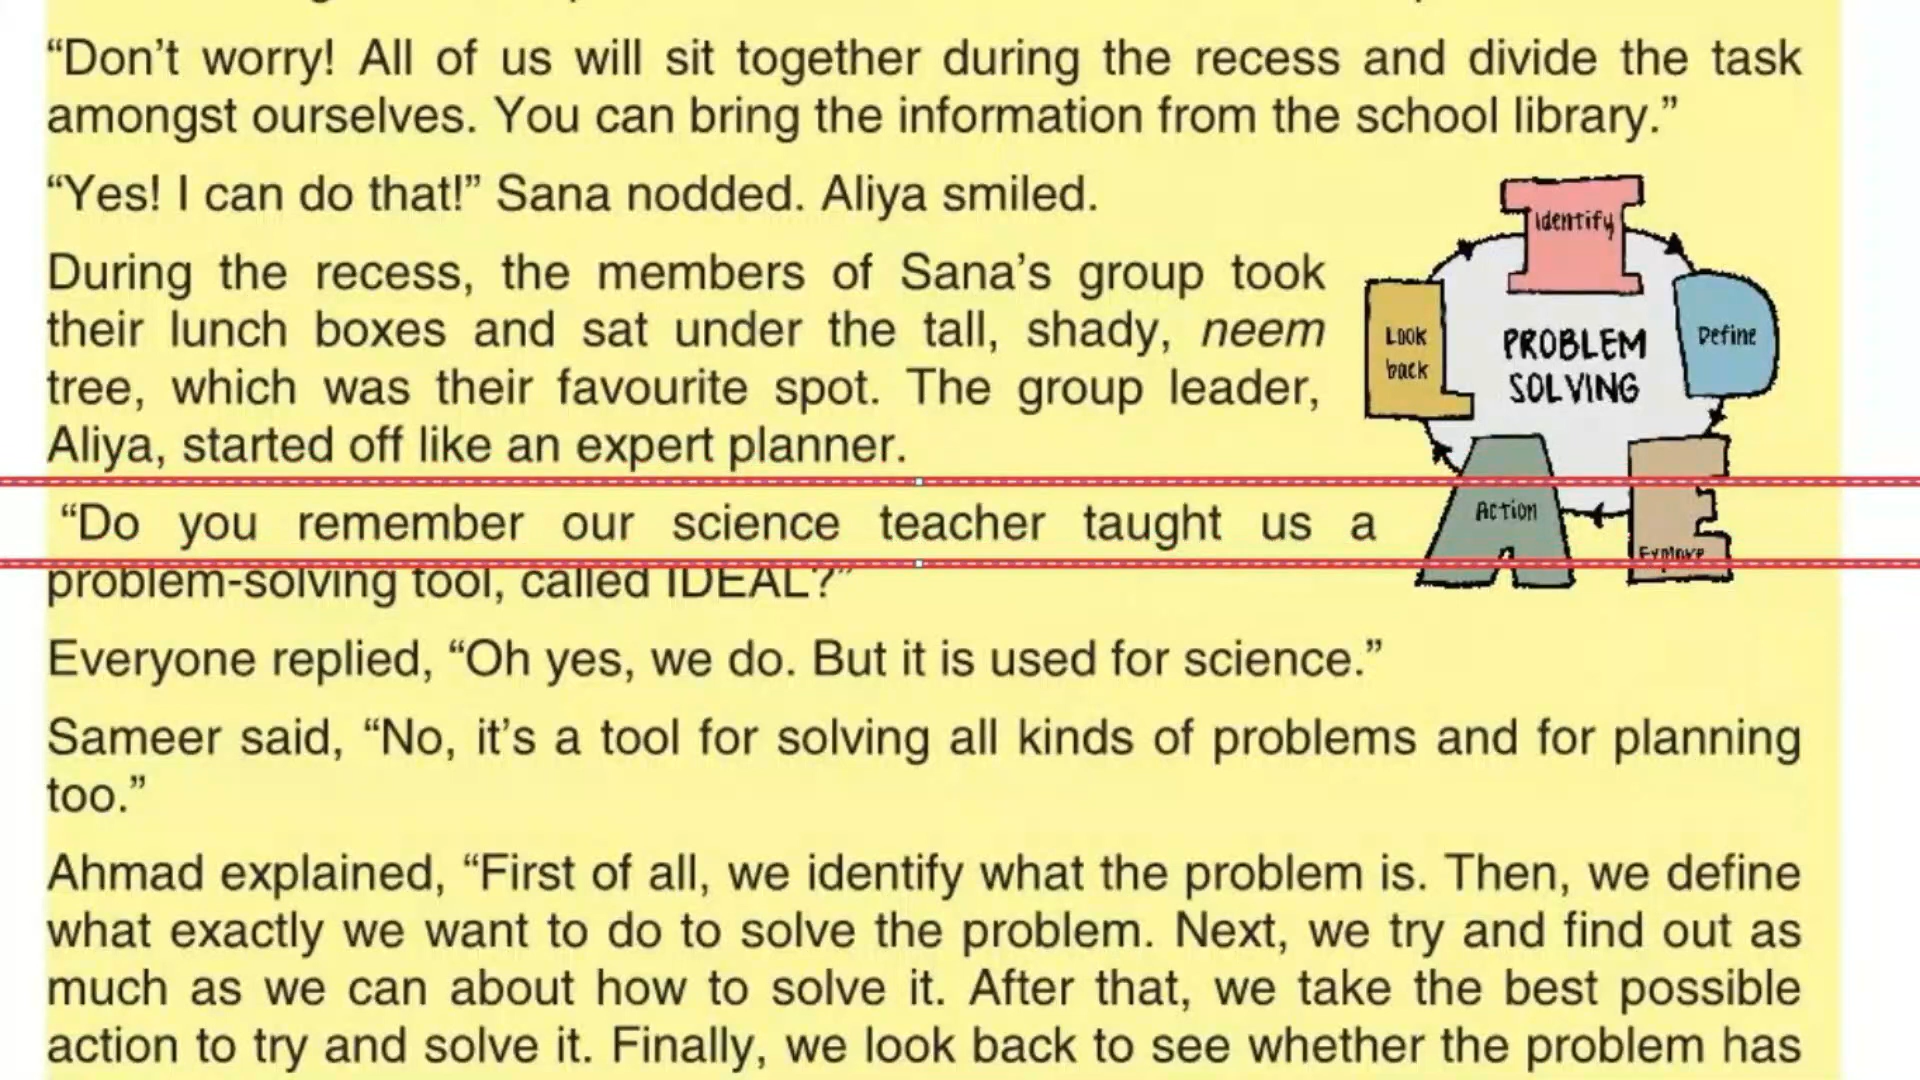 “Don’t worry! All of us will sit together during the recess and divide the task
amongst ourselves. You can bring the information from the school library.”
“Yes! I can do that!” Sana nodded. Aliya smiled.
During the recess, the members of Sana’s group took
their lunch boxes and sat under the tall, shady, neem
tree, which was their favourite spot. The group leader,
Aliya, started off like an expert planner.
“Do you remember our science teacher taught us a
problem-solving tool, called IDEAL?”
Everyone replied, “Oh yes, we do. But it is used for science.”
Sameer said, “No, it’s a tool for solving all kinds of problems and for planning
too.”
Ahmad explained, “First of all, we identify what the problem is. Then, we define
what exactly we want to do to solve the problem. Next, we try and find out as
much as we can about how to solve it. After that, we take the best possible
action to try and solve it. Finally, we look back to see whether the problem has
Identify
Define
Explore
Action
Look
back
PROBLEM
SOLVING